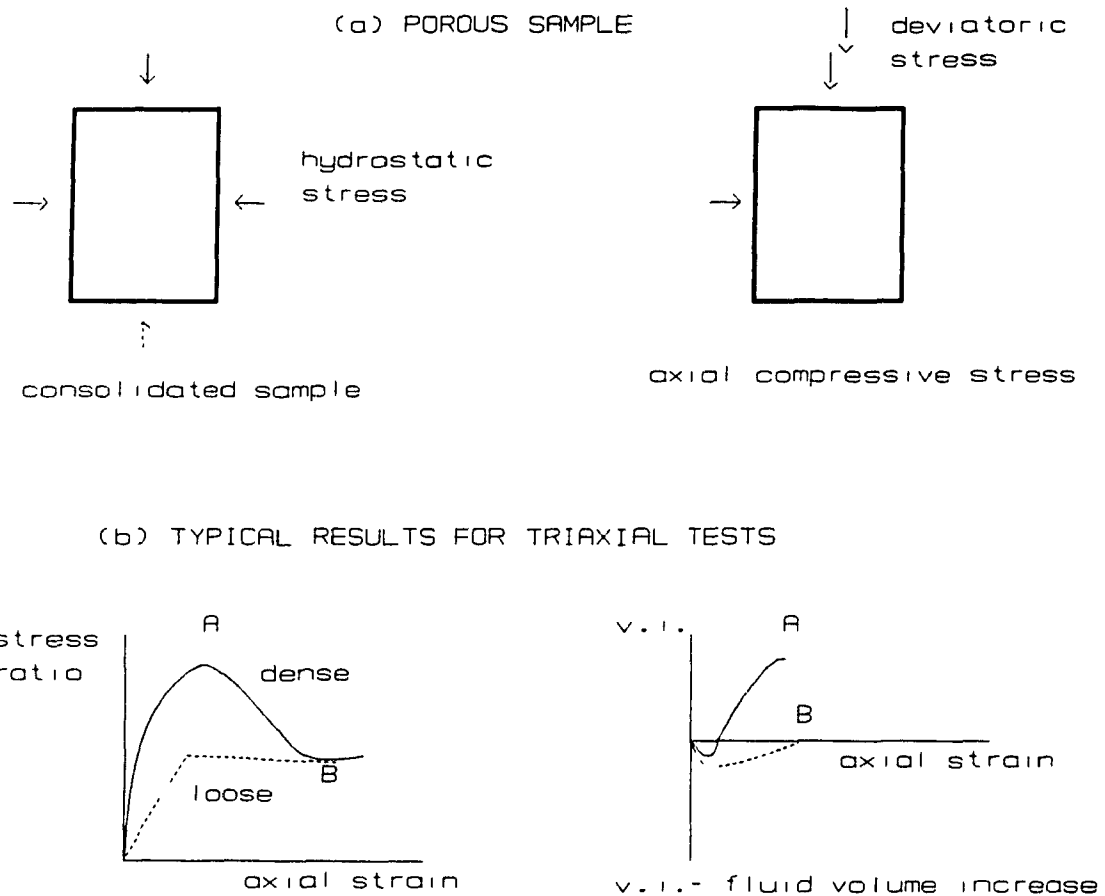 (a) POROUS SAMPLE
deviatoric
stress
hydrostatic
stress
consolidated sample
axial compressive stress
(b) TYPICAL RESULTS FOR TRIAXIAL TESTS
stress
ratio
A
dense
B
loose
axial strain
v.i.
A
B
axial strain
v.i.- fluid volume increase